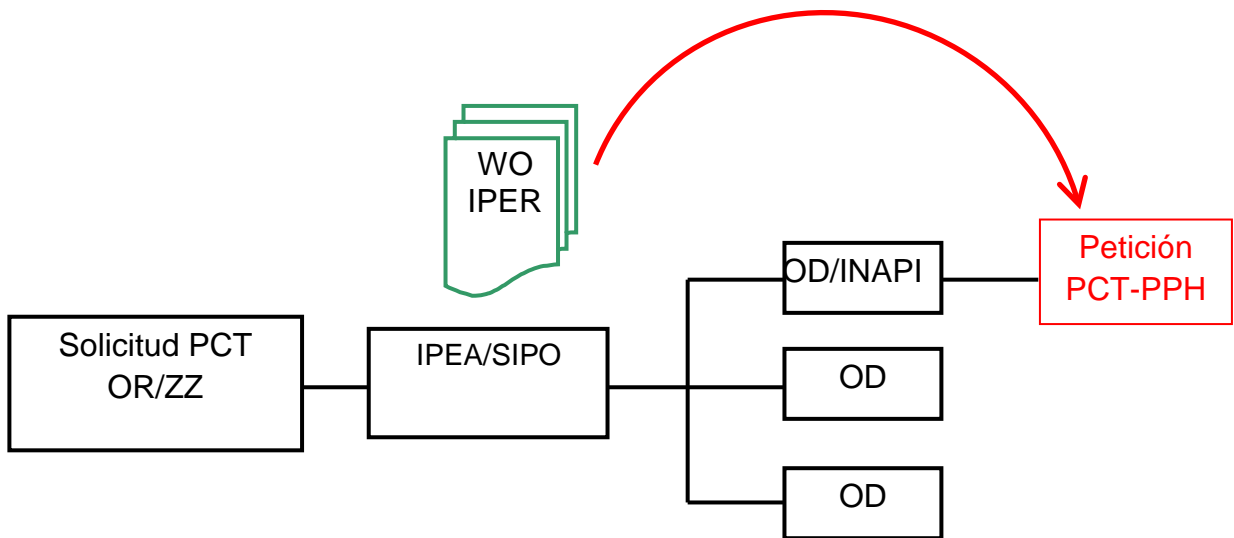 WO
IPER
OD/INAPI
Petición
PCT-PPH
Solicitud PCT
OR/ZZ
IPEA/SIPO
OD
OD